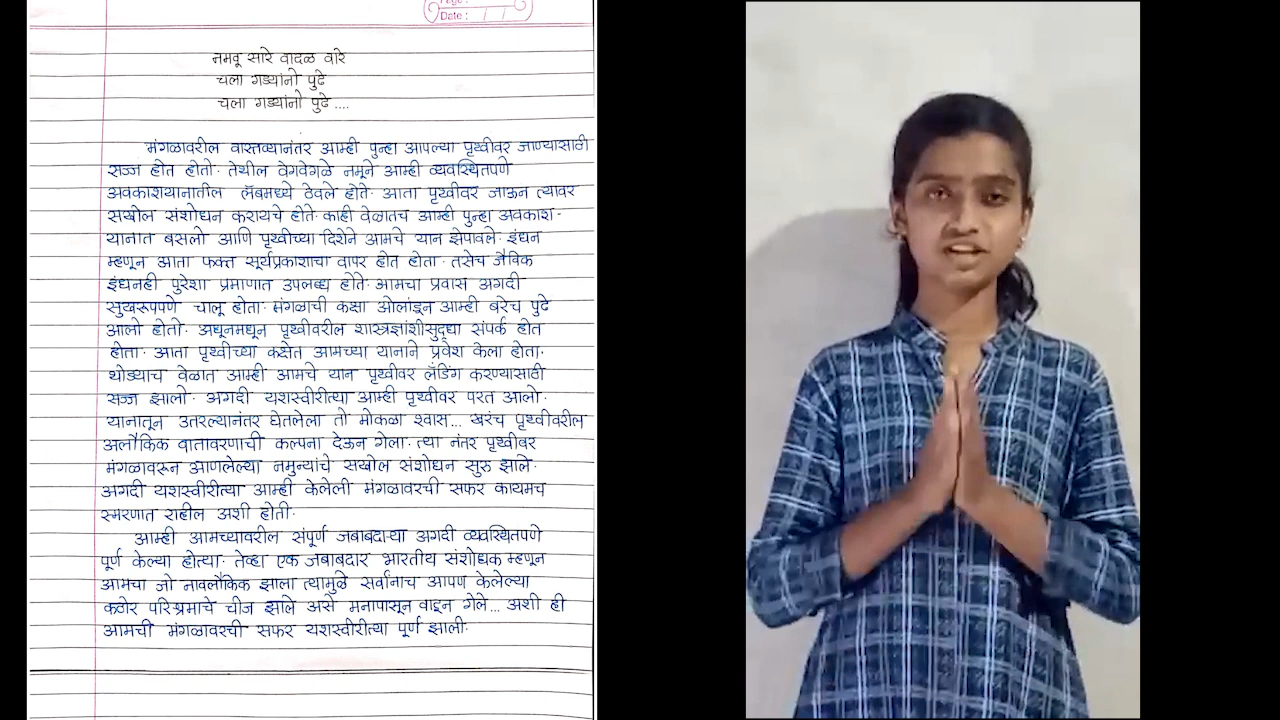 Page :
Date : / /
नमवू सारे वादळ वारे
चला गड्यांनो पुढे
चला गड्यांनो पुढे ....
मंगळावरील वास्तव्यानंतर आम्ही पुन्हा आपल्या पृथ्वीवर जाण्यासाठी
सज्ज होत होतो. तेथील वेगवेगळे नमूने आम्ही व्यवस्थितपणे
अवकाशयानातील लॅबमध्ये ठेवले होते. आता पृथ्वीवर जाऊन त्यावर
सखोल संशोधन करायचे होते. काही वेळातच आम्ही पुन्हा अवकाश-
यानात बसलो आणि पृथ्वीच्या दिशेने आमचे यान झेपावले. इंधन
म्हणून आता फक्त सूर्यप्रकाशाचा वापर होत होता. तसेच जैविक
इंधनही पुरेशा प्रमाणात उपलब्ध होते. आमचा प्रवास अगदी
सुखरूपपणे चालू होता. मंगळाची कक्षा ओलांडून आम्ही बरेच पुढे
आलो होतो. अधूनमधून पृथ्वीवरील शास्त्रज्ञांशीसुद्धा संपर्क होत
होता. आता पृथ्वीच्या कक्षेत आमच्या यानाने प्रवेश केला होता.
थोड्याच वेळात आम्ही आमचे यान पृथ्वीवर लँडिंग करण्यासाठी
सज्ज झालो. अगदी यशस्वीरीत्या आम्ही पृथ्वीवर परत आलो.
यानातून उतरल्यानंतर घेतलेला तो मोकळा श्वास... खरंच पृथ्वीवरील
अलौकिक वातावरणाची कल्पना देऊन गेला. त्या नंतर पृथ्वीवर
मंगळावरून आणलेल्या नमुन्यांचे सखोल संशोधन सुरु झाले.
अगदी यशस्वीरीत्या आम्ही केलेली मंगळावरची सफर कायमच
स्मरणात राहील अशी होती.
आम्ही आमच्यावरील संपूर्ण जबाबदाऱ्या अगदी व्यवस्थितपणे
पूर्ण केल्या होत्या. तेव्हा एक जबाबदार भारतीय संशोधक म्हणून
आमचा जो नावलौकिक झाला त्यामुळे सर्वांनाच आपण केलेल्या
कठोर परिश्रमाचे चीज झाले असे मनापासून वाटून गेले... अशी ही
आमची मंगळावरची सफर यशस्वीरीत्या पूर्ण झाली.